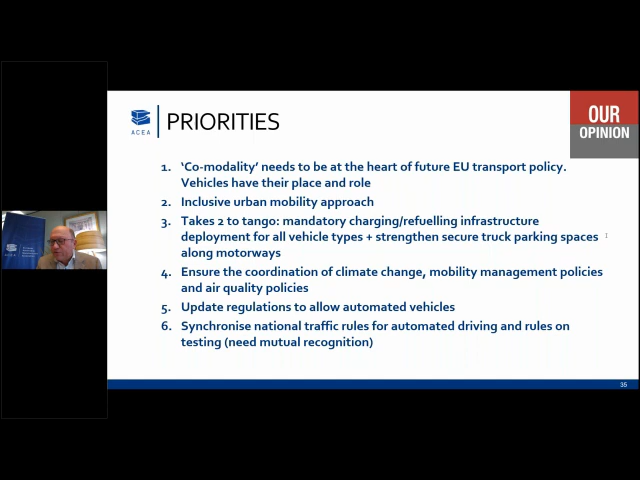 ACEA
PRIORITIES
OUR
OPINION
1. ‘Co-modality’ needs to be at the heart of future EU transport policy.
Vehicles have their place and role
2. Inclusive urban mobility approach
3. Takes 2 to tango: mandatory charging/refuelling infrastructure
deployment for all vehicle types + strengthen secure truck parking spaces
along motorways
4. Ensure the coordination of climate change, mobility management policies
and air quality policies
5. Update regulations to allow automated vehicles
6. Synchronise national traffic rules for automated driving and rules on
testing (need mutual recognition)
35